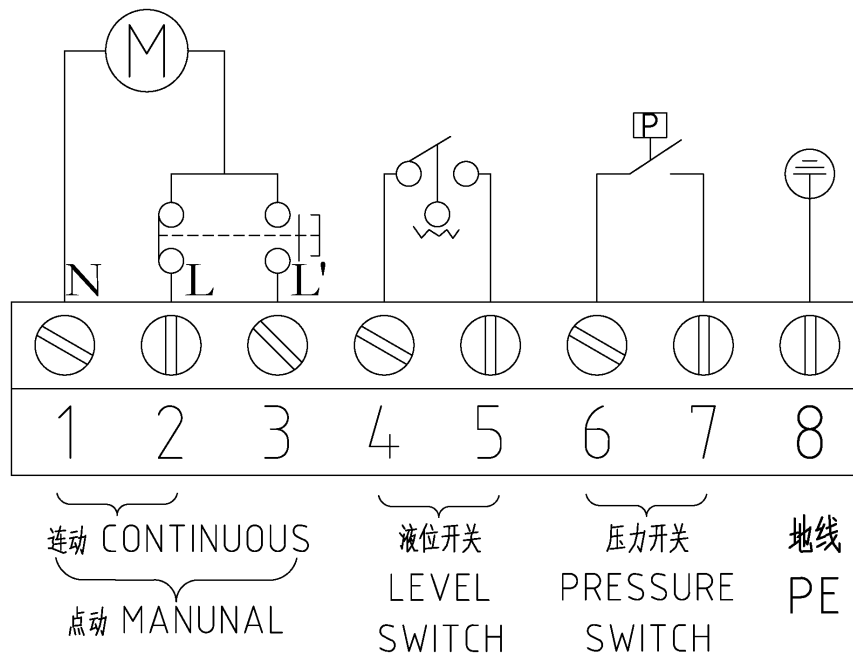 M
P
N L L'
1 2 3 4 5 6 7 8
连动 CONTINUOUS
点动 MANUNAL
液位开关
LEVEL
SWITCH
压力开关
PRESSURE
SWITCH
地线
PE